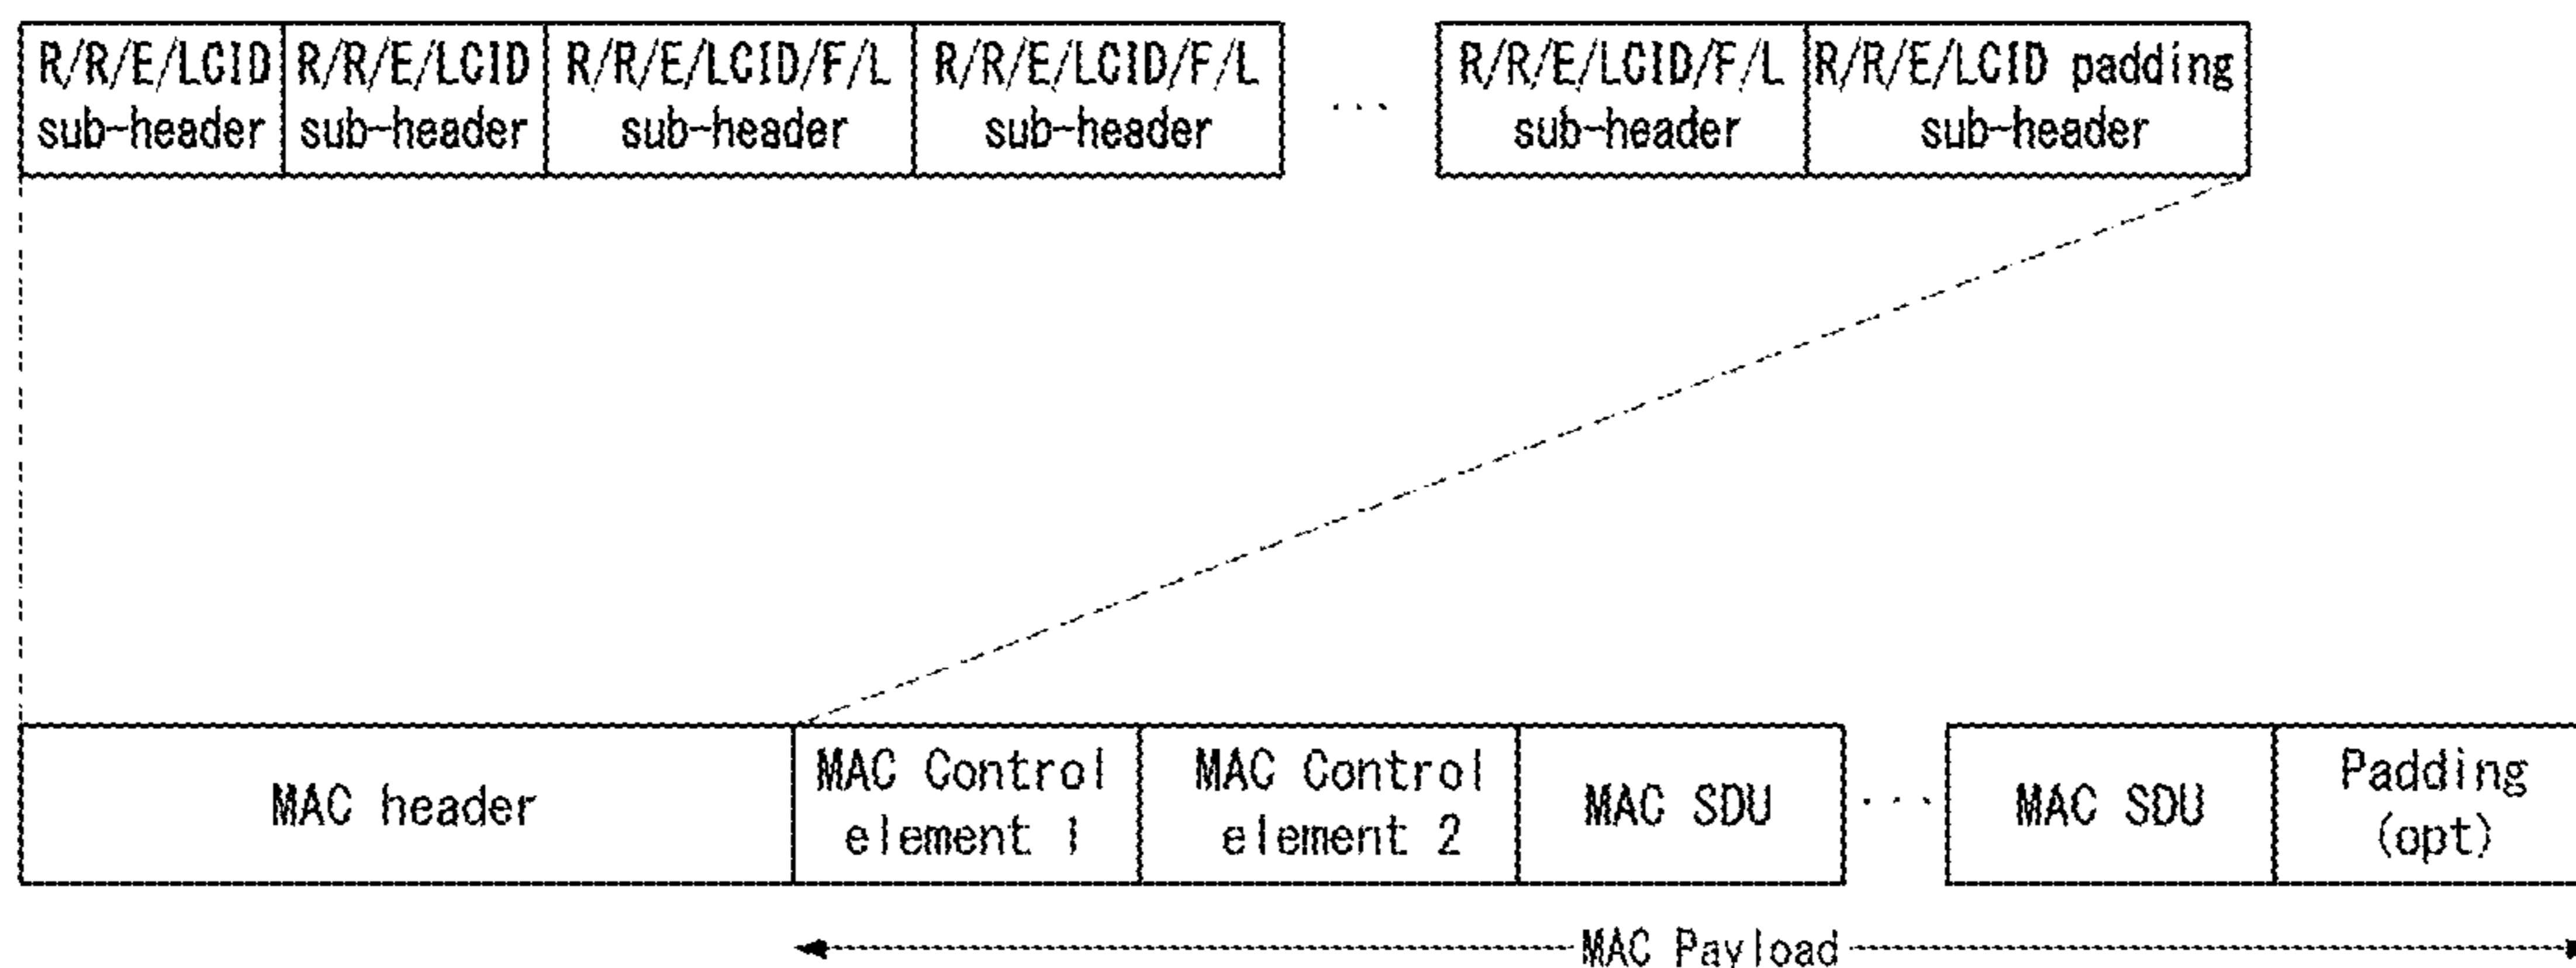 R/R/E/LCID R/R/E/LCID R/R/E/LCID/F/L R/R/E/LCID/F/L ... R/R/E/LCID/F/L R/R/E/LCID padding
sub-header sub-header sub-header sub-header sub-header sub-header
MAC header
MAC Control
element 1
MAC Control
element 2
MAC SDU
...
MAC SDU
Padding
(opt)
MAC Payload